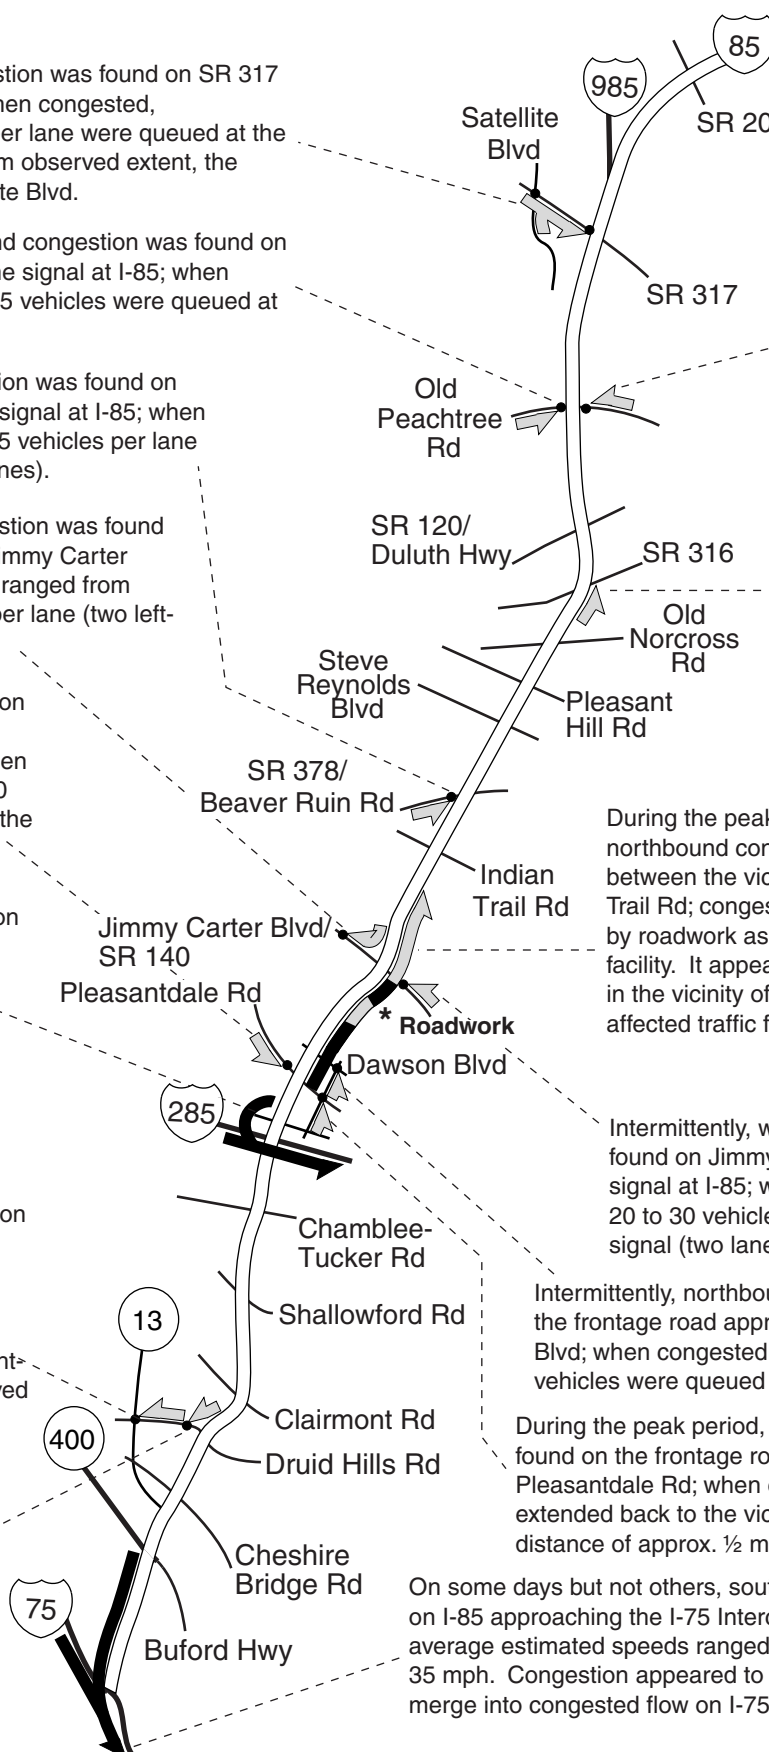 85
985
SR 20
Satellite
Blvd
stion was found on SR 317
hen congested,
er lane were queued at the
m observed extent, the
te Blvd.
nd congestion was found on
ne signal at I-85; when
5 vehicles were queued at
SR 317
ion was found on
signal at I-85; when
5 vehicles per lane
nes).
Old
Peachtree
Rd
stion was found
immy Carter
ranged from
per lane (two left-
SR 120/
Duluth Hwy
SR 316
Old
Norcross
Rd
Steve
Reynolds
Blvd
Pleasant
Hill Rd
on
en
0
the
SR 378/
Beaver Ruin Rd
During the peak
northbound con
between the vic
Trail Rd; conges
by roadwork as
facility. It appea
in the vicinity of
affected traffic f
Indian
Trail Rd
on
Jimmy Carter Blvd/
SR 140
Pleasantdale Rd
* Roadwork
Dawson Blvd
285
Intermittently, w
found on Jimmy
signal at I-85; w
20 to 30 vehicle
signal (two lane
on
Chamblee-
Tucker Rd
Shallowford Rd
Intermittently, northbou
the frontage road appr
Blvd; when congested
vehicles were queued
13
nt-
ved
Clairmont Rd
400
Druid Hills Rd
During the peak period,
found on the frontage ro
Pleasantdale Rd; when
extended back to the vic
distance of approx. ½ m
Cheshire
Bridge Rd
75
Buford Hwy
On some days but not others, sout
on I-85 approaching the I-75 Interc
average estimated speeds ranged
35 mph. Congestion appeared to
merge into congested flow on I-75